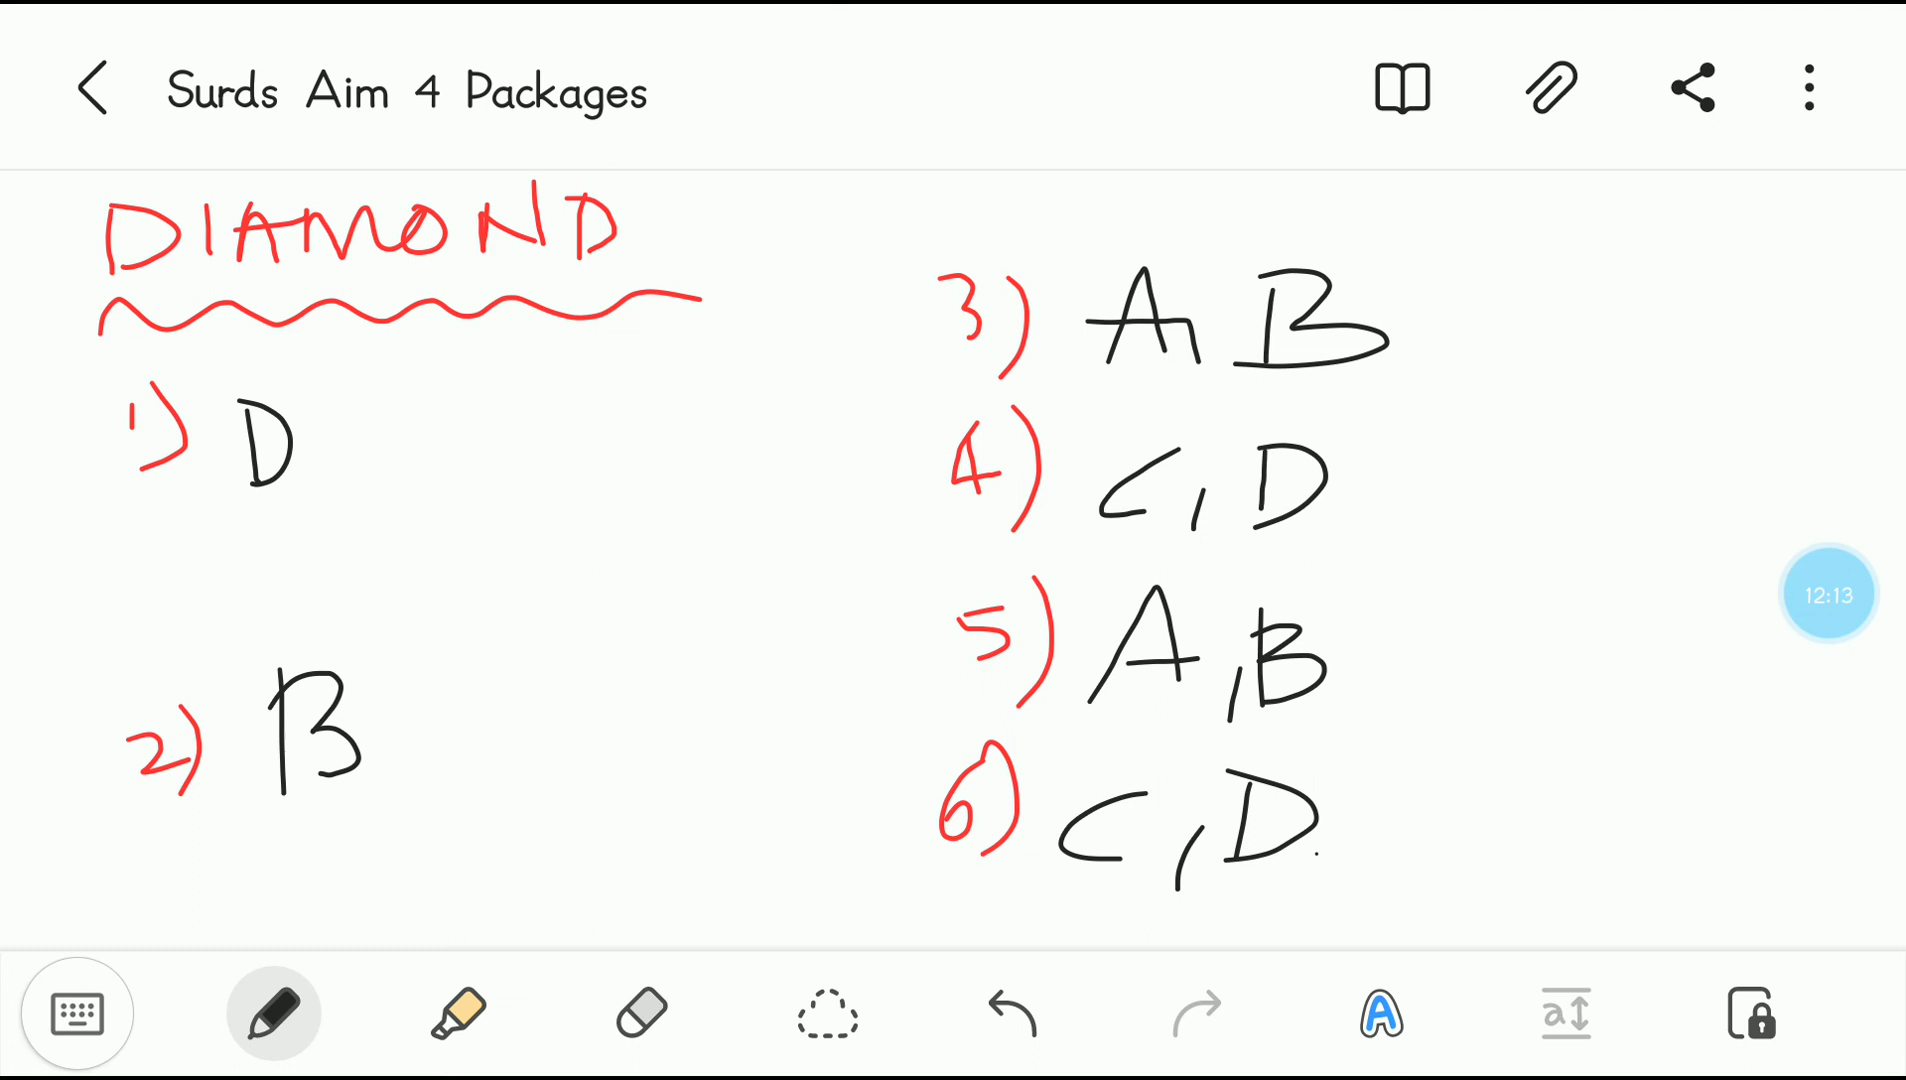 Surds Aim 4 Packages
DIAMOND
1) D
2) B
3) A B
4) C, D
5) A, B
6) C, D.
12:13
A
a